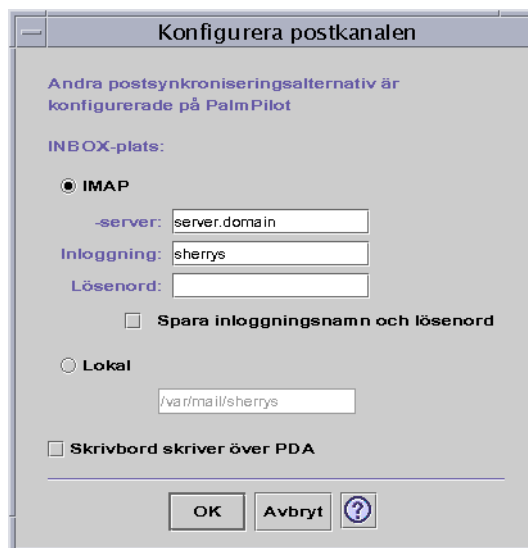 Konfigurera postkanalen
Andra postsynkroniseringsalternativ är
konfigurerade på PalmPilot
INBOX-plats:
IMAP
-server: server.domain
Inloggning: sherrys
Lösenord:
Spara inloggningsnamn och lösenord
Lokal
/var/mail/sherrys
Skrivbord skriver över PDA
OK Avbryt ?